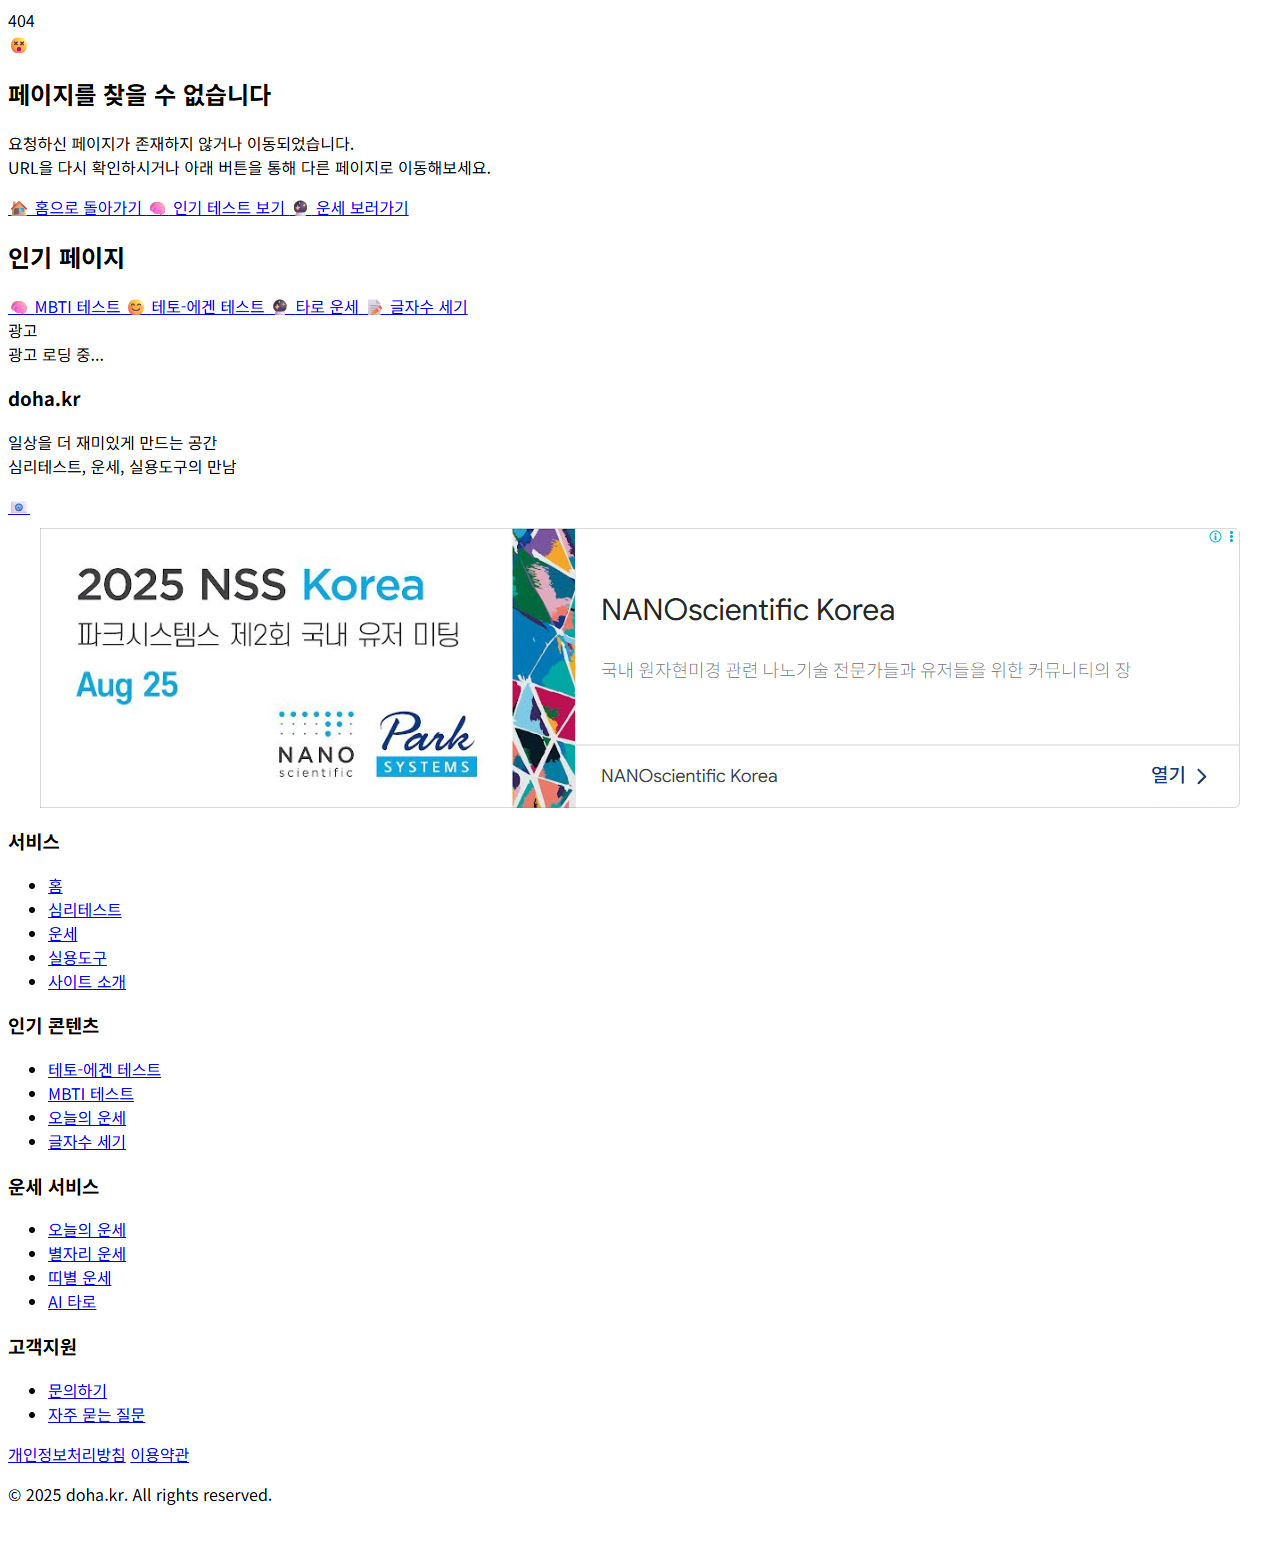 404
페이지를 찾을 수 없습니다
요청하신 페이지가 존재하지 않거나 이동되었습니다.
URL을 다시 확인하시거나 아래 버튼을 통해 다른 페이지로 이동해보세요.
홈으로 돌아가기 인기 테스트 보기 운세 보러가기
인기 페이지
MBTI 테스트 테토-에겐 테스트 타로 운세 글자수 세기
광고
광고 로딩 중...
doha.kr
일상을 더 재미있게 만드는 공간
심리테스트, 운세, 실용도구의 만남
2025 NSS Korea
파크시스템스 제2회 국내 유저 미팅
Aug 25
NANO
scientific
Park
SYSTEMS
NANOscientific Korea
국내 원자현미경 관련 나노기술 전문가들과 유저들을 위한 커뮤니티의 장
NANOscientific Korea
열기
서비스
홈
심리테스트
운세
실용도구
사이트 소개
인기 콘텐츠
테토-에겐 테스트
MBTI 테스트
오늘의 운세
글자수 세기
운세 서비스
오늘의 운세
별자리 운세
띠별 운세
AI 타로
고객지원
문의하기
자주 묻는 질문
개인정보처리방침 이용약관
© 2025 doha.kr. All rights reserved.